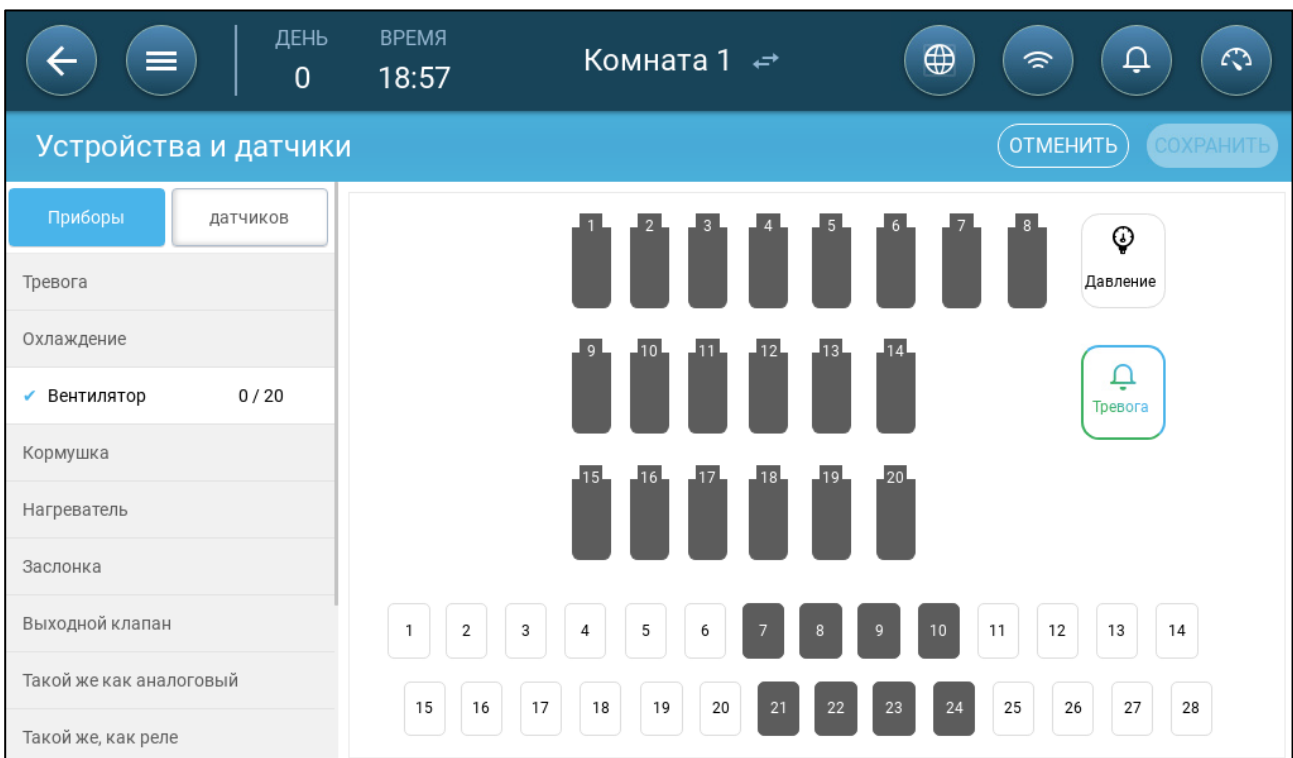 ДЕНЬ ВРЕМЯ
0 18:57 Комната 1
Устройства и датчики ОТМЕНИТЬ СОХРАНИТЬ
Приборы датчиков
Тревога
Охлаждение
Вентилятор 0 / 20
Кормушка
Нагреватель
Заслонка
Выходной клапан
Такой же как аналоговый
Такой же, как реле
1 2 3 4 5 6 7 8
Давление
9 10 11 12 13 14
Тревога
15 16 17 18 19 20
1 2 3 4 5 6 7 8 9 10 11 12 13 14
15 16 17 18 19 20 21 22 23 24 25 26 27 28